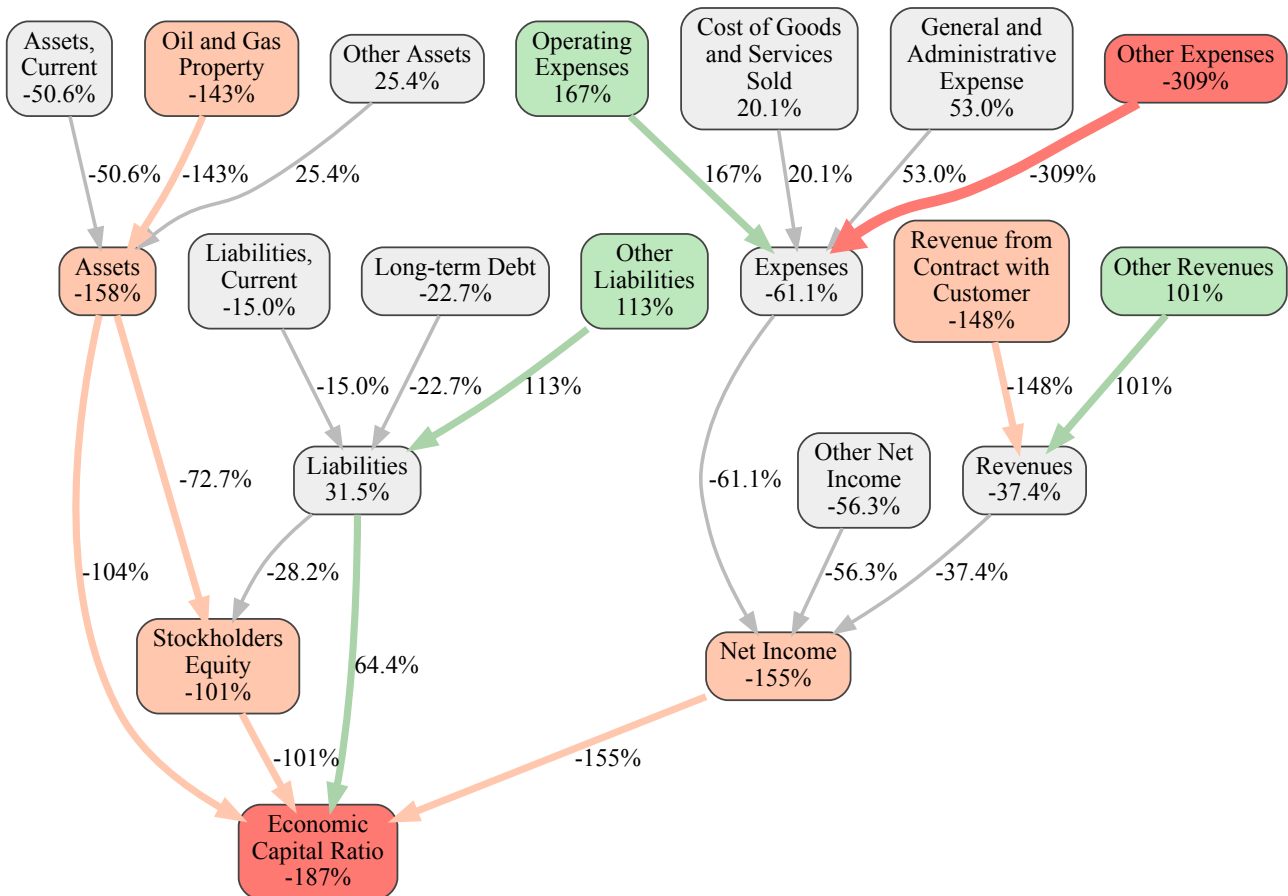 Assets,
Current
-50.6%
Oil and Gas
Property
-143%
Other Assets
25.4%
Operating
Expenses
167%
Cost of Goods
and Services
Sold
20.1%
General and
Administrative
Expense
53.0%
Other Expenses
-309%
-50.6%
-143%
25.4%
167%
20.1%
53.0%
-309%
Assets
-158%
Liabilities,
Current
-15.0%
Long-term Debt
-22.7%
Other
Liabilities
113%
Expenses
-61.1%
Revenue from
Contract with
Customer
-148%
Other Revenues
101%
-15.0%
-22.7%
113%
-148%
101%
Liabilities
31.5%
Other Net
Income
-56.3%
Revenues
-37.4%
-72.7%
-61.1%
-104%
-28.2%
-56.3%
-37.4%
Stockholders
Equity
-101%
64.4%
Net Income
-155%
-101%
-155%
Economic
Capital Ratio
-187%